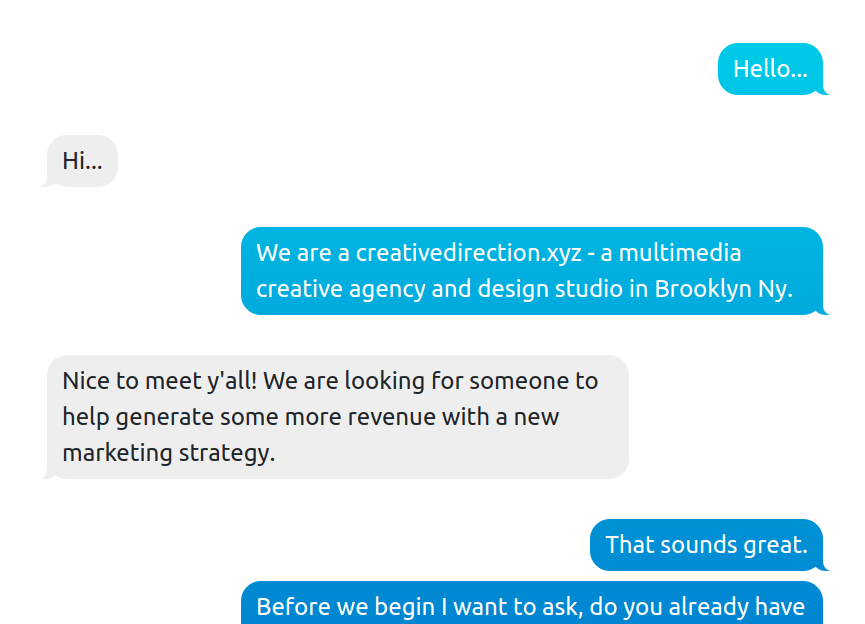 Hello...
Hi...
We are a creativedirection.xyz - a multimedia
creative agency and design studio in Brooklyn Ny.
Nice to meet y'all! We are looking for someone to
help generate some more revenue with a new
marketing strategy.
That sounds great.
Before we begin I want to ask, do you already have